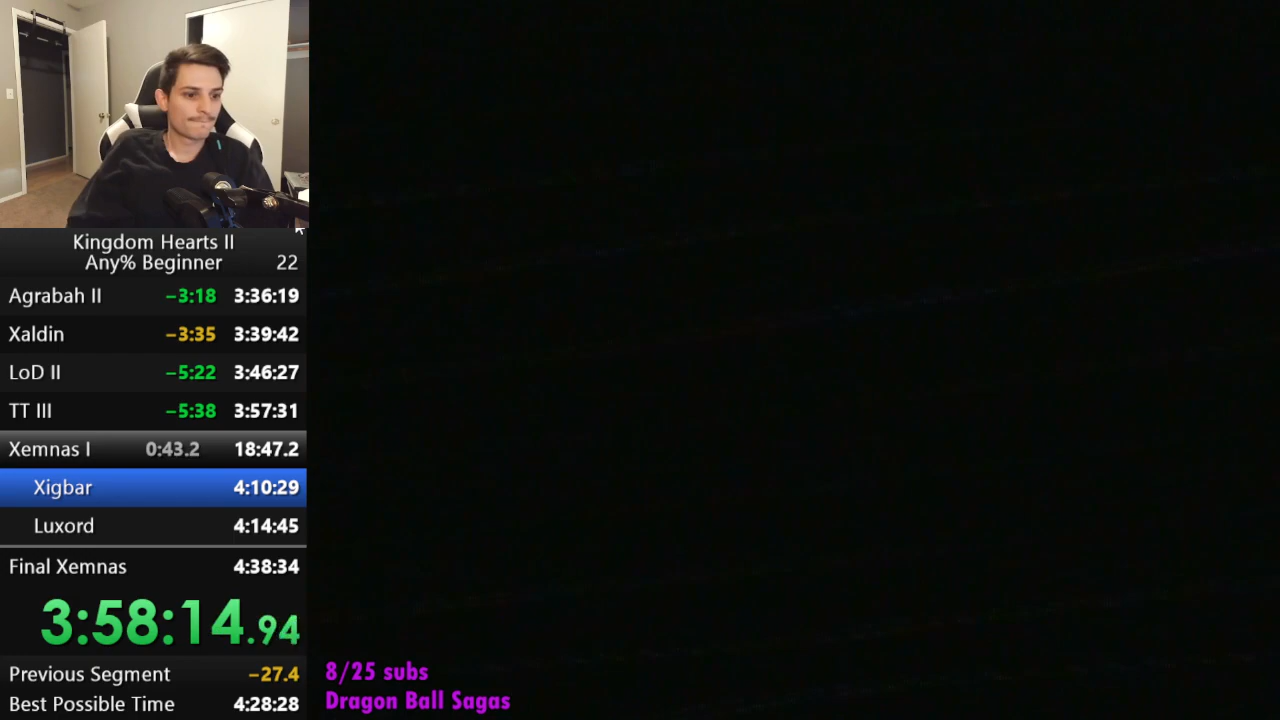 Kingdom Hearts II
Any% Beginner 22
Agrabah II −3:18 3:36:19
Xaldin −3:35 3:39:42
LoD II −5:22 3:46:27
TT III −5:38 3:57:31
Xemnas I 0:43.2 18:47.2
Xigbar 4:10:29
Luxord 4:14:45
Final Xemnas 4:38:34
3:58:14.94
Previous Segment −27.4
Best Possible Time 4:28:28
8/25 subs
Dragon Ball Sagas